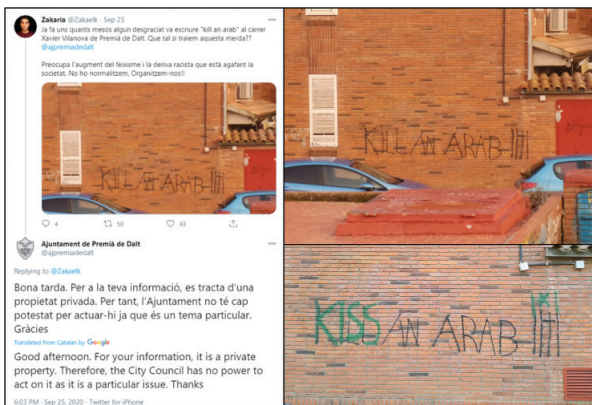 Zakaria @Zakaelk · Sep 25
Ja fa uns quants mesos algun desgraciat va escriure "kill an arab" al carrer
Xavier Vilanova de Premià de Dalt. Que tal si traiem aquesta merda??
@ajpremiadedalt
Preocupa l'augment del feixisme i la deriva racista que està agafant la
societat. No ho normalitzem, Organitzem-nos!!
KILL AN ARAB !!!
4 50 63
Ajuntament de Premià de Dalt
@ajpremiadedalt
Replying to @Zakaelk
Bona tarda. Per a la teva informació, es tracta d'una
propietat privada. Per tant, l'Ajuntament no té cap
potestat per actuar-hi ja que és un tema particular.
Gràcies
Translated from Catalan by Google
Good afternoon. For your information, it is a private
property. Therefore, the City Council has no power to
act on it as it is a particular issue. Thanks
6:03 PM · Sep 25, 2020 · Twitter for iPhone
KILL AN ARAB !!!
KISS AN ARAB !!!